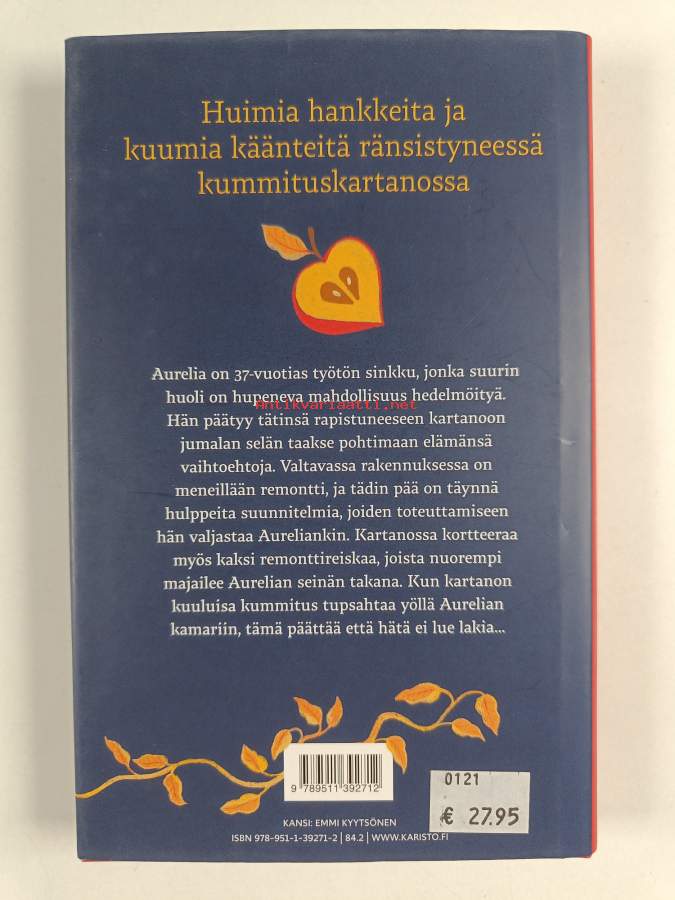 Huimia hankkeita ja
kuumia käänteitä ränsistyneessä
kummituskartanossa
Aurelia on 37-vuotias työtön sinkku, jonka suurin
huoli on hupeneva mahdollisuus hedelmöityä.
Antikvariaatti.net
Hän päätyy tätinsä rapistuneeseen kartanoon
jumalan selän taakse pohtimaan elämänsä
vaihtoehtoja. Valtavassa rakennuksessa on
meneillään remontti, ja tädin pää on täynnä
hulppeita suunnitelmia, joiden toteuttamiseen
hän valjastaa Aureliankin. Kartanossa kortteeraa
myös kaksi remonttireiskaa, joista nuorempi
majailee Aurelian seinän takana. Kun kartanon
kuuluisa kummitus tupsahtaa yöllä Aurelian
kamariin, tämä päättää että hätä ei lue lakia...
9 789511 392712
0121
€ 27.95
KANSI: EMMI KYYTSÖNEN
ISBN 978-951-1-39271-2 | 84.2 | WWW.KARISTO.FI